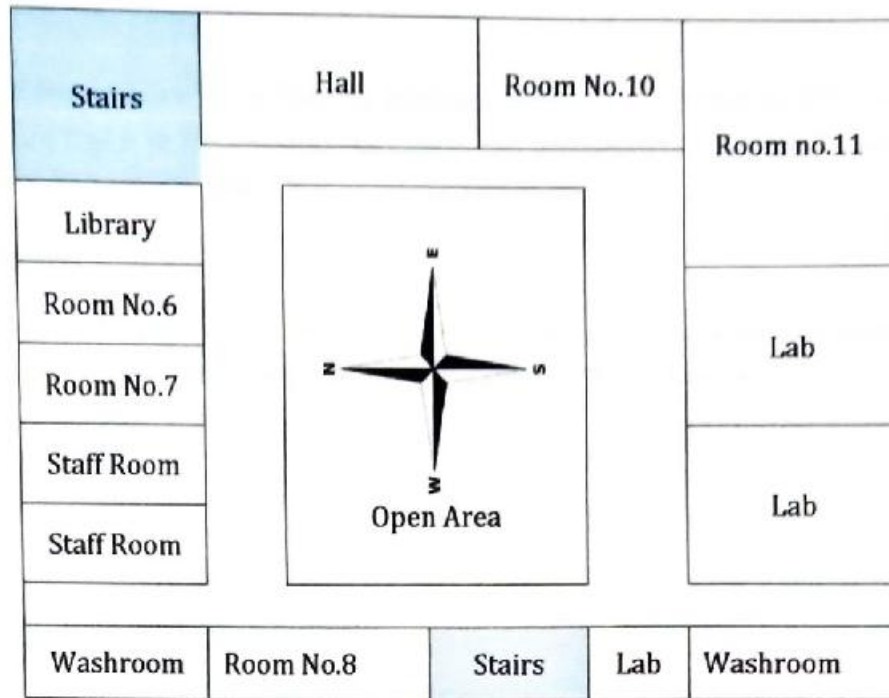 Stairs
Hall
Room No.10
Room no.11
Library
Room No.6
Room No.7
Staff Room
Staff Room
E
N
S
W
Open Area
Lab
Lab
Washroom
Room No.8
Stairs
Lab
Washroom